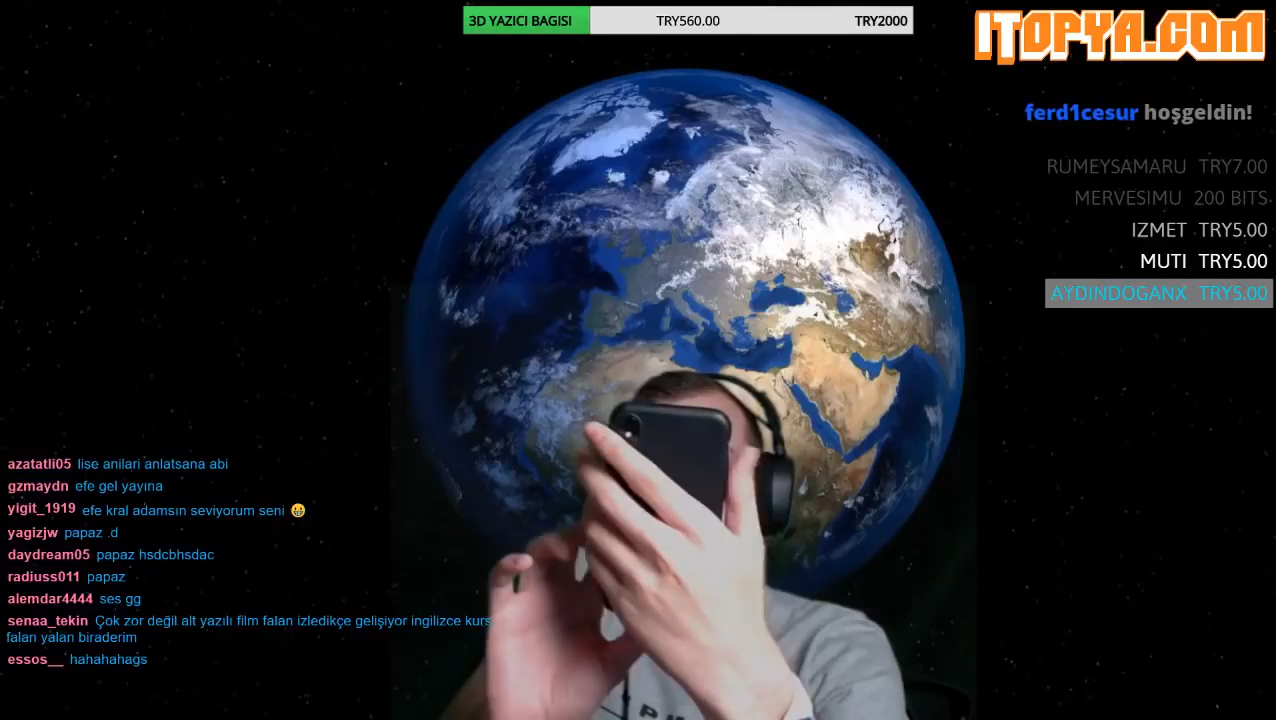 3D YAZICI BAGISI TRY560.00 TRY2000
ITOPYA.COM
ferd1cesur hoşgeldin!
RUMEYSAMARU TRY7.00
MERVESIMU 200 BITS
IZMET TRY5.00
MUTI TRY5.00
AYDINDOGANX TRY5.00
azatatli05 lise anilari anlatsana abi
gzmaydn efe gel yayına
yigit_1919 efe kral adamsın seviyorum seni 😀
yagizjw papaz .d
daydream05 papaz hsdcbhsdac
radiuss011 papaz
alemdar4444 ses gg
senaa_tekin Çok zor değil alt yazılı film falan izledikçe gelişiyor ingilizce kurs
falan yalan biraderim
essos__ hahahahags